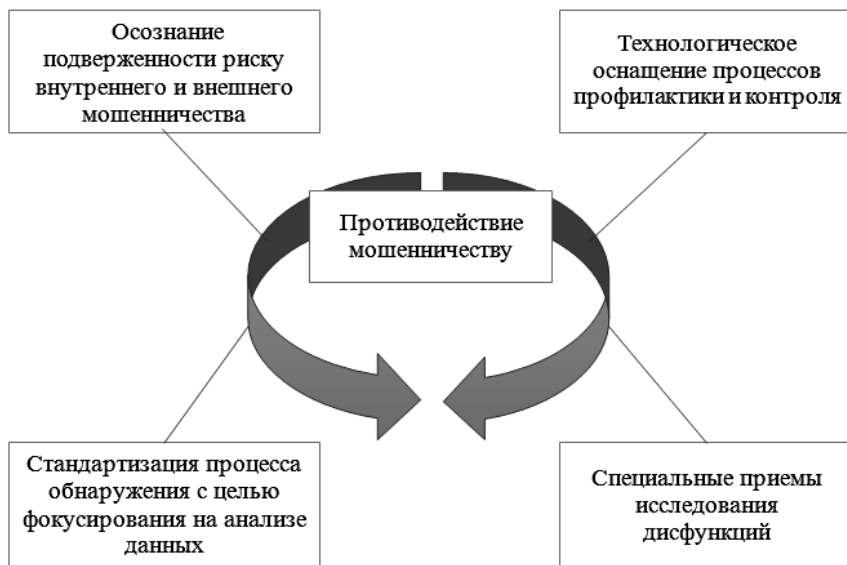 Осознание
подверженности риску
внутреннего и внешнего
мошенничества
Технологическое
оснащение процессов
профилактики и контроля
Противодействие
мошенничеству
Стандартизация процесса
обнаружения с целью
фокусирования на анализе
данных
Специальные приемы
исследования
дисфункций